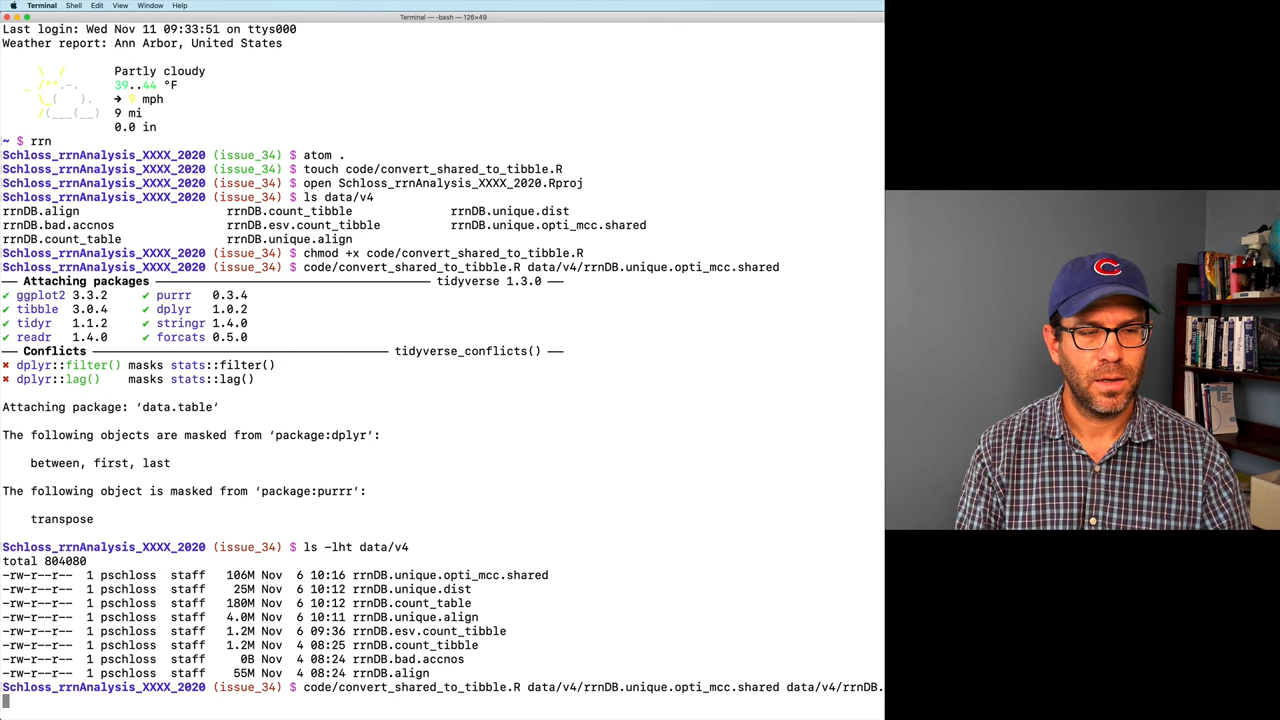 Terminal Shell Edit View Window Help
Terminal — -bash — 126×49
Last login: Wed Nov 11 09:33:51 on ttys000
Weather report: Ann Arbor, United States
\ / Partly cloudy
_ /"".-. 39..44 °F
\_( ). → 9 mph
/(___(__) 9 mi
0.0 in
~ $ rrn
Schloss_rrnAnalysis_XXXX_2020 (issue_34) $ atom .
Schloss_rrnAnalysis_XXXX_2020 (issue_34) $ touch code/convert_shared_to_tibble.R
Schloss_rrnAnalysis_XXXX_2020 (issue_34) $ open Schloss_rrnAnalysis_XXXX_2020.Rproj
Schloss_rrnAnalysis_XXXX_2020 (issue_34) $ ls data/v4
rrnDB.align rrnDB.count_tibble rrnDB.unique.dist
rrnDB.bad.accnos rrnDB.esv.count_tibble rrnDB.unique.opti_mcc.shared
rrnDB.count_table rrnDB.unique.align
Schloss_rrnAnalysis_XXXX_2020 (issue_34) $ chmod +x code/convert_shared_to_tibble.R
Schloss_rrnAnalysis_XXXX_2020 (issue_34) $ code/convert_shared_to_tibble.R data/v4/rrnDB.unique.opti_mcc.shared
── Attaching packages ── tidyverse 1.3.0 ──
✔ ggplot2 3.3.2 ✔ purrr 0.3.4
✔ tibble 3.0.4 ✔ dplyr 1.0.2
✔ tidyr 1.1.2 ✔ stringr 1.4.0
✔ readr 1.4.0 ✔ forcats 0.5.0
── Conflicts ── tidyverse_conflicts() ──
✖ dplyr::filter() masks stats::filter()
✖ dplyr::lag() masks stats::lag()
Attaching package: ‘data.table’
The following objects are masked from ‘package:dplyr’:
between, first, last
The following object is masked from ‘package:purrr’:
transpose
Schloss_rrnAnalysis_XXXX_2020 (issue_34) $ ls -lht data/v4
total 804080
-rw-r--r-- 1 pschloss staff 106M Nov 6 10:16 rrnDB.unique.opti_mcc.shared
-rw-r--r-- 1 pschloss staff 25M Nov 6 10:12 rrnDB.unique.dist
-rw-r--r-- 1 pschloss staff 180M Nov 6 10:12 rrnDB.count_table
-rw-r--r-- 1 pschloss staff 4.0M Nov 6 10:11 rrnDB.unique.align
-rw-r--r-- 1 pschloss staff 1.2M Nov 6 09:36 rrnDB.esv.count_tibble
-rw-r--r-- 1 pschloss staff 1.2M Nov 4 08:25 rrnDB.count_tibble
-rw-r--r-- 1 pschloss staff 0B Nov 4 08:24 rrnDB.bad.accnos
-rw-r--r-- 1 pschloss staff 55M Nov 4 08:24 rrnDB.align
Schloss_rrnAnalysis_XXXX_2020 (issue_34) $ code/convert_shared_to_tibble.R data/v4/rrnDB.unique.opti_mcc.shared data/v4/rrnDB.
C